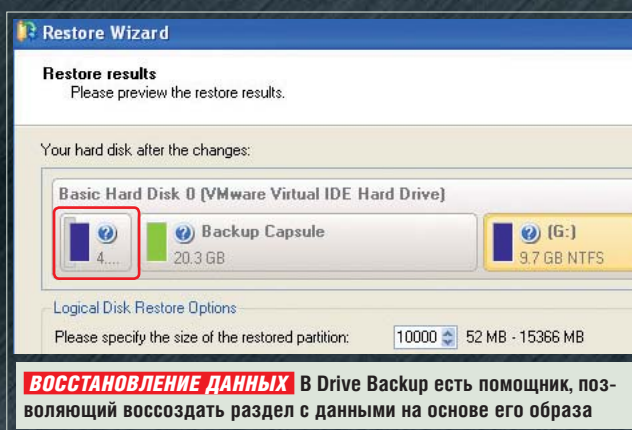 Restore Wizard
Restore results
Please preview the restore results.
Your hard disk after the changes:
Basic Hard Disk 0 (VMware Virtual IDE Hard Drive)
4....
Backup Capsule
20.3 GB
(G:)
9.7 GB NTFS
Logical Disk Restore Options
Please specify the size of the restored partition: 10000 52 MB - 15366 MB
ВОССТАНОВЛЕНИЕ ДАННЫХ В Drive Backup есть помощник, поз-
воляющий воссоздать раздел с данными на основе его образа